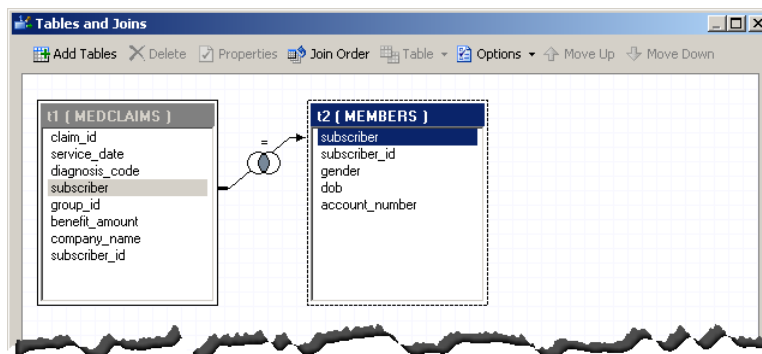 Tables and Joins
Add Tables Delete Properties Join Order Table Options Move Up Move Down
t1 ( MEDCLAIMS )
claim_id
service_date
diagnosis_code
subscriber
group_id
benefit_amount
company_name
subscriber_id
=
t2 ( MEMBERS )
subscriber
subscriber_id
gender
dob
account_number